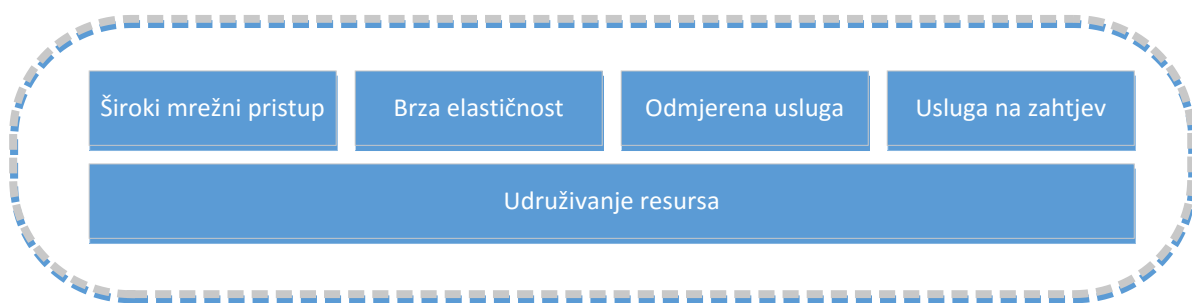 Široki mrežni pristup
Brza elastičnost
Odmjerena usluga
Usluga na zahtjev
Udruživanje resursa